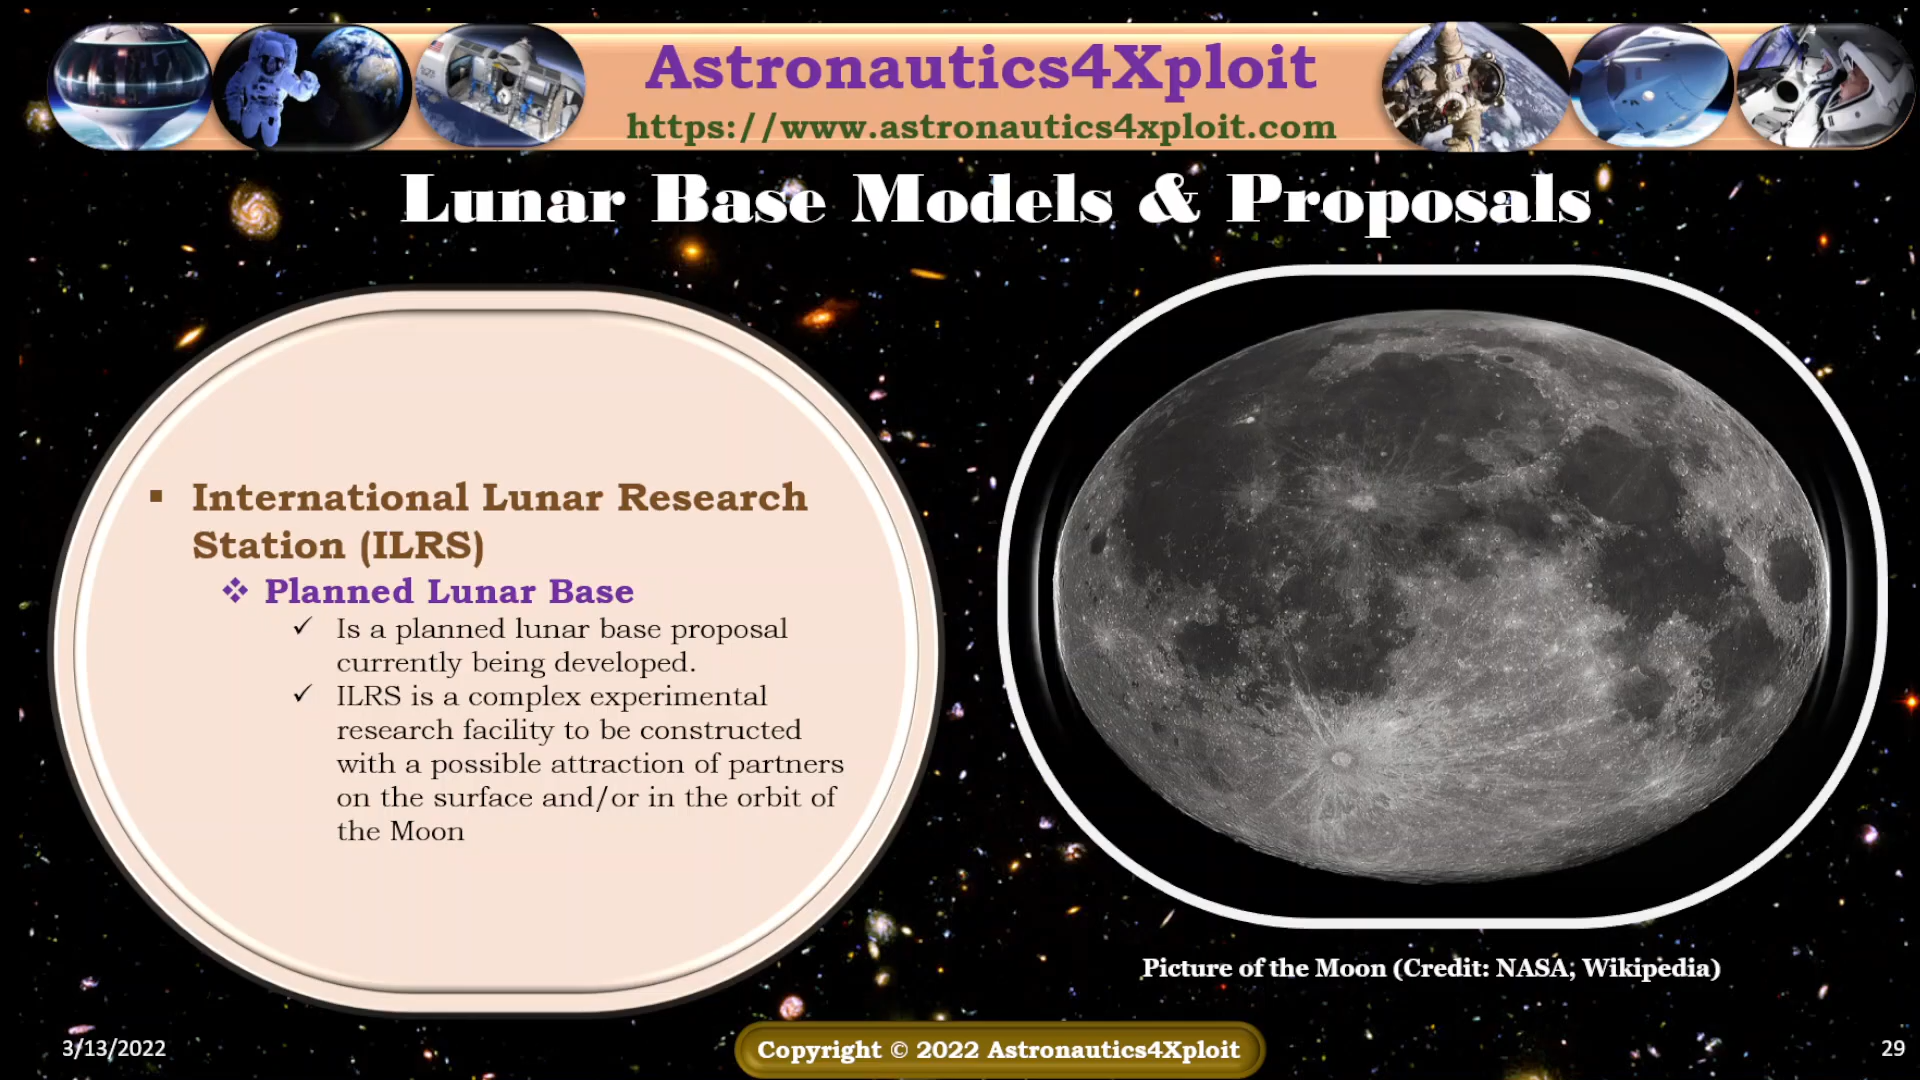 Astronautics4Xploit
https://www.astronautics4xploit.com
Lunar Base Models & Proposals
▪ International Lunar Research
Station (ILRS)
❖ Planned Lunar Base
✓ Is a planned lunar base proposal
currently being developed.
✓ ILRS is a complex experimental
research facility to be constructed
with a possible attraction of partners
on the surface and/or in the orbit of
the Moon
Picture of the Moon (Credit: NASA; Wikipedia)
3/13/2022
Copyright © 2022 Astronautics4Xploit
29